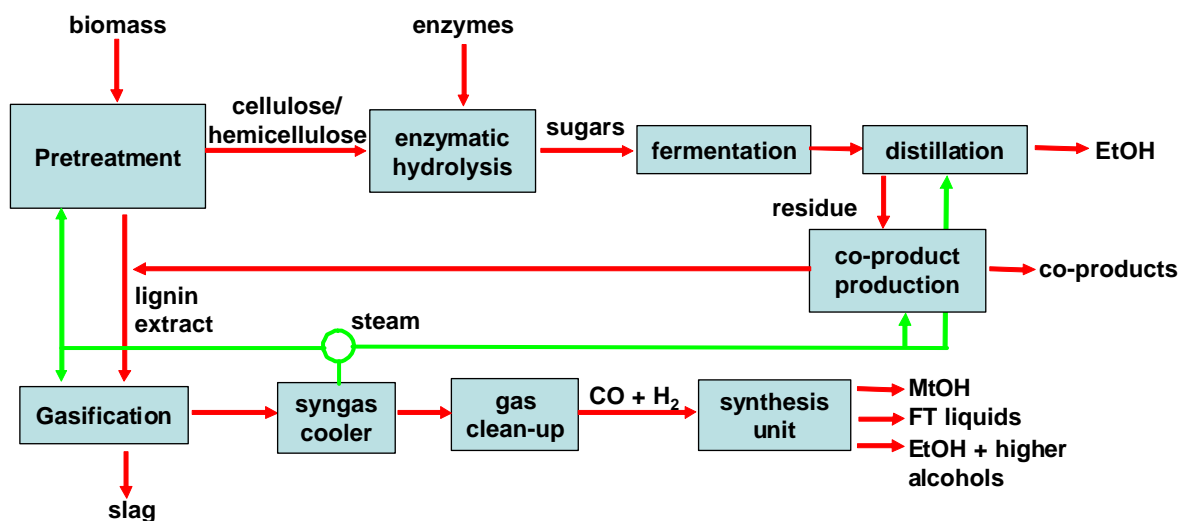 biomass
enzymes
cellulose/
hemicellulose
Pretreatment
enzymatic
hydrolysis
sugars
fermentation
distillation
EtOH
residue
co-product
production
co-products
lignin
extract
steam
Gasification
syngas
cooler
gas
clean-up
CO + H₂
synthesis
unit
MtOH
FT liquids
EtOH + higher
alcohols
slag